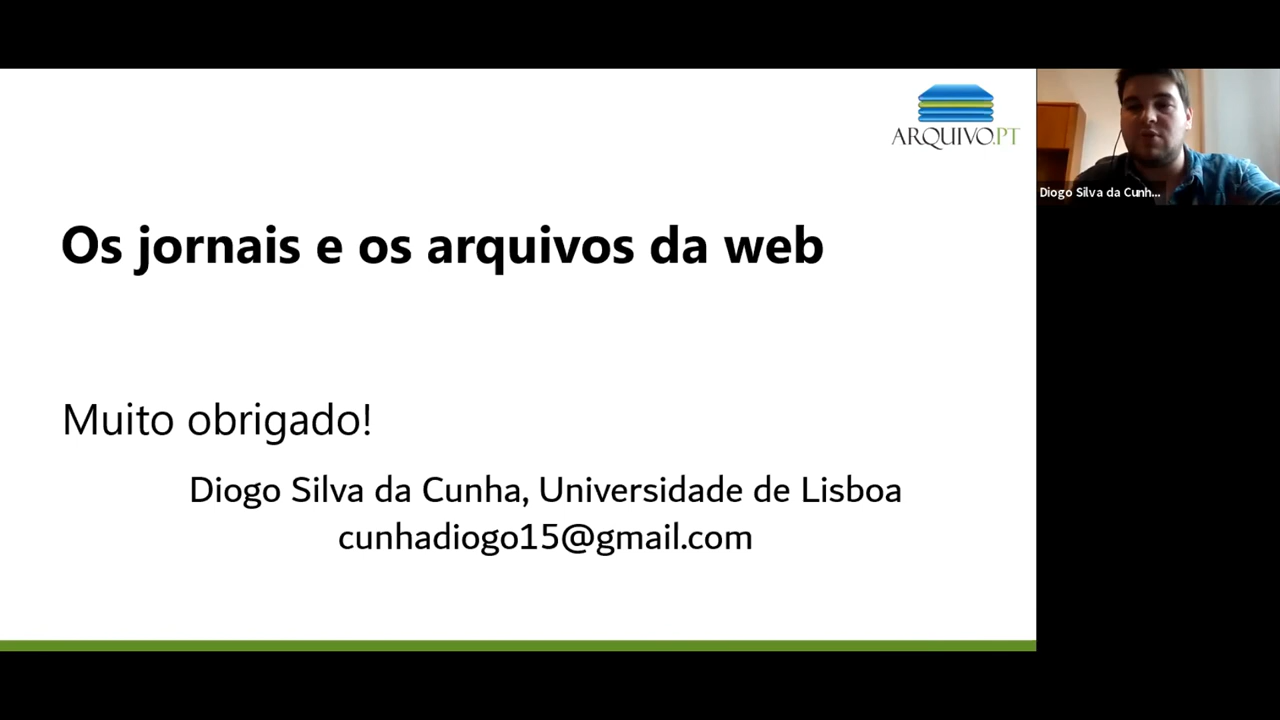 ARQUIVO.PT
Diogo Silva da Cunh...
Os jornais e os arquivos da web
Muito obrigado!
Diogo Silva da Cunha, Universidade de Lisboa
cunhadiogo15@gmail.com